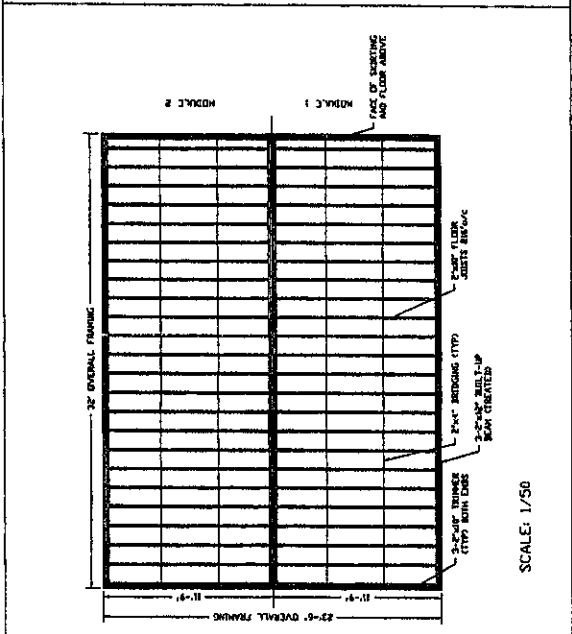 32' OVERALL FRAMING
MODULE 2
MODULE 1
FACE OF SKIRTING
AND FLOOR ABOVE
11'-9"
11'-9"
23'-6" OVERALL FRAMING
3-2"x10" TRIMMER
(TYP) BOTH ENDS
2"x4" BRIDGING (TYP)
3-2"x10" BUILT-UP
BEAM (TREATED)
2"x10" FLOOR
JOISTS @16"o/c
SCALE: 1/50